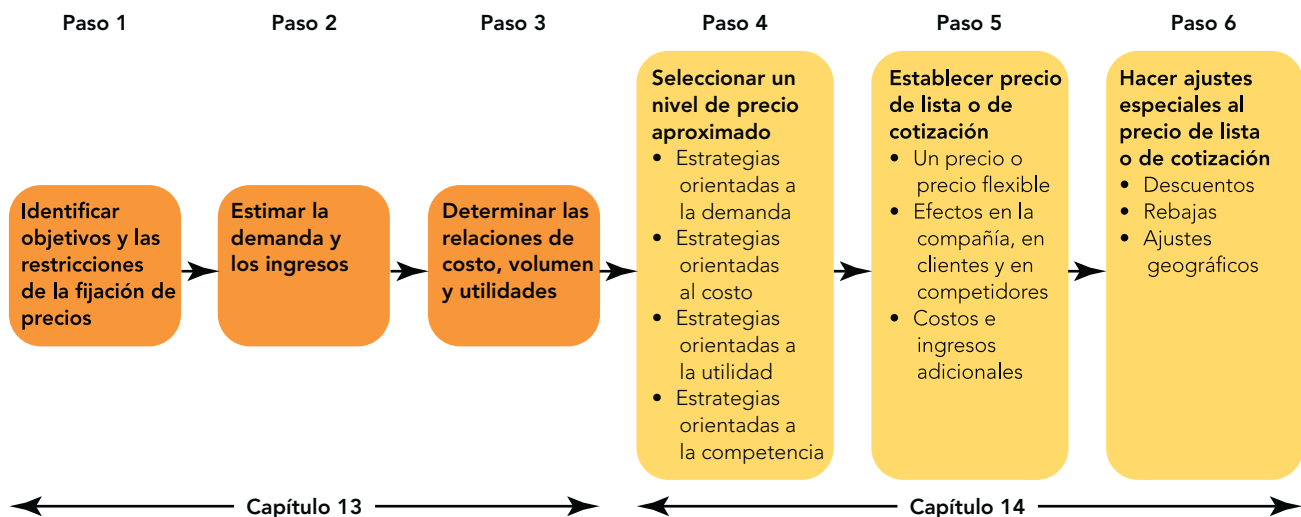 Paso 1
Paso 2
Paso 3
Paso 4
Paso 5
Paso 6
Identificar
objetivos y las
restricciones
de la fijación de
precios
Estimar la
demanda y
los ingresos
Determinar las
relaciones de
costo, volumen
y utilidades
Seleccionar un
nivel de precio
aproximado
• Estrategias
orientadas a
la demanda
• Estrategias
orientadas
al costo
• Estrategias
orientadas a
la utilidad
• Estrategias
orientadas a
la competencia
Establecer precio
de lista o de
cotización
• Un precio o
precio flexible
• Efectos en la
compañía, en
clientes y en
competidores
• Costos e
ingresos
adicionales
Hacer ajustes
especiales al
precio de lista
o de cotización
• Descuentos
• Rebajas
• Ajustes
geográficos
Capítulo 13
Capítulo 14